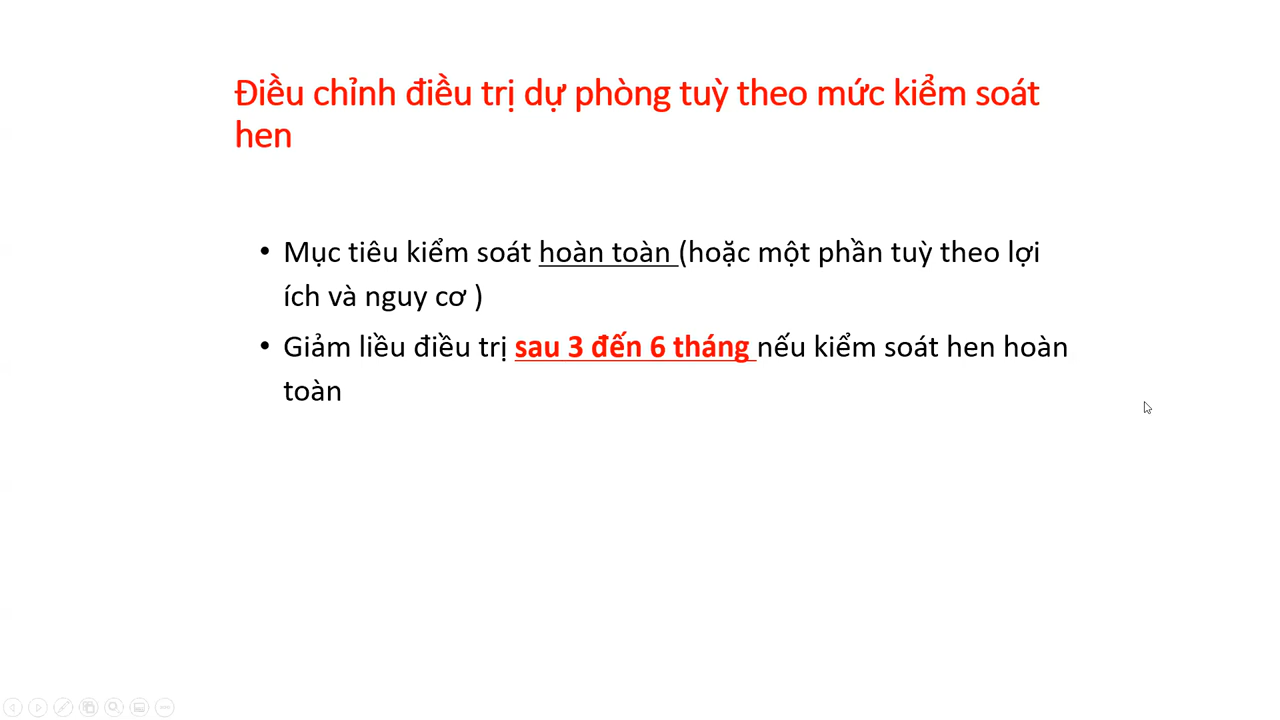 Điều chỉnh điều trị dự phòng tuỳ theo mức kiểm soát
hen
• Mục tiêu kiểm soát hoàn toàn (hoặc một phần tuỳ theo lợi
ích và nguy cơ )
• Giảm liều điều trị sau 3 đến 6 tháng nếu kiểm soát hen hoàn
toàn